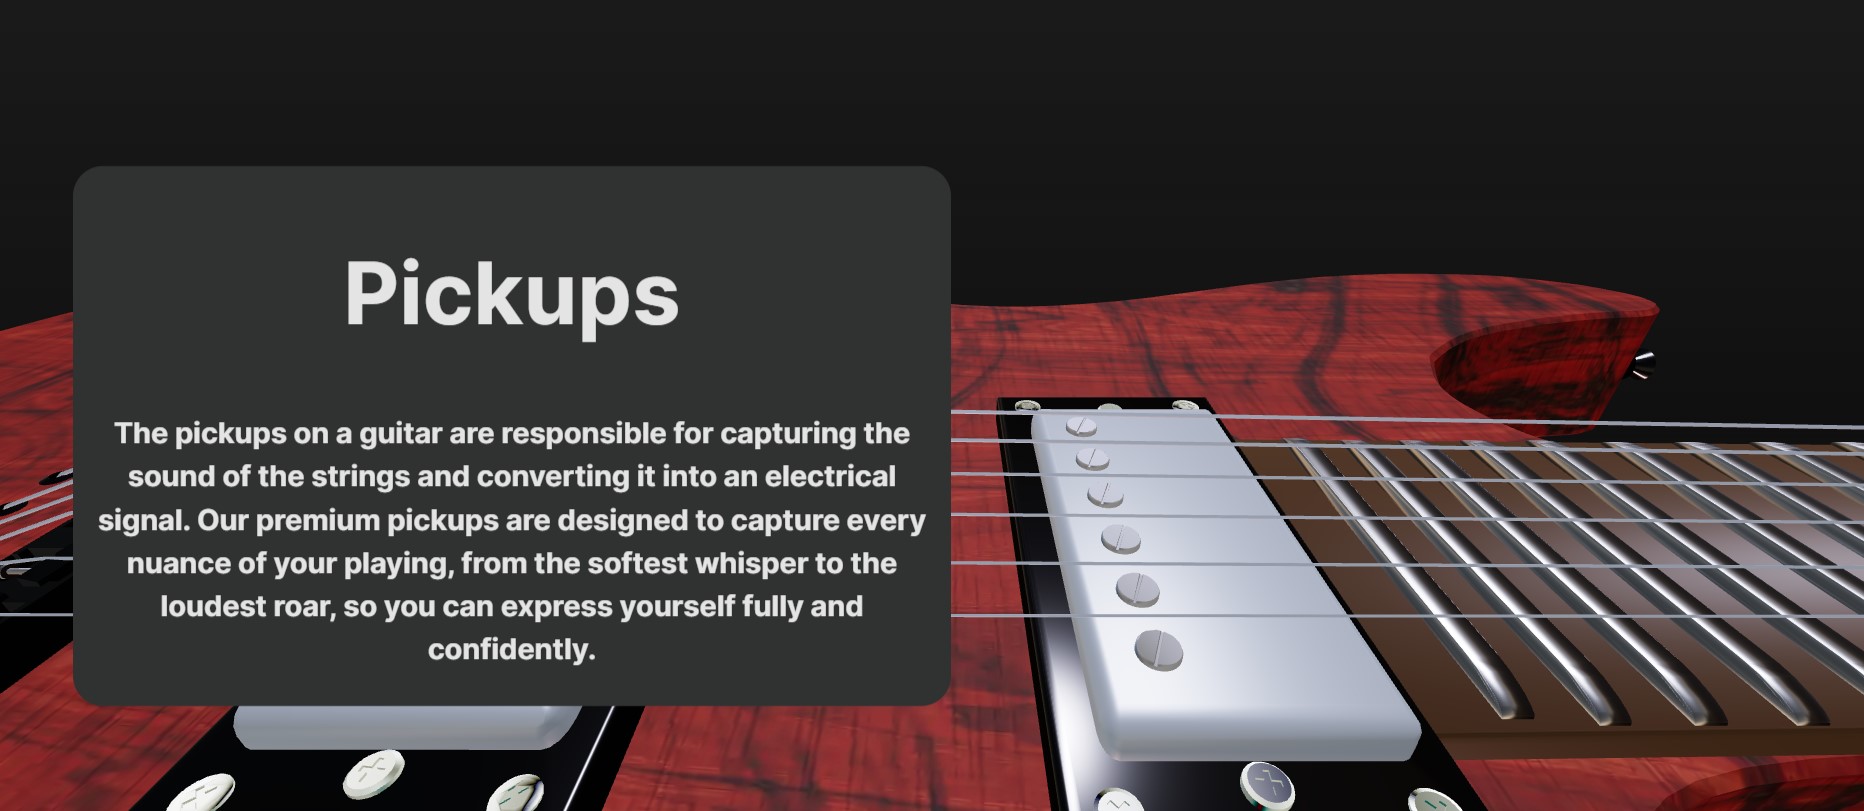 Pickups
The pickups on a guitar are responsible for capturing the
sound of the strings and converting it into an electrical
signal. Our premium pickups are designed to capture every
nuance of your playing, from the softest whisper to the
loudest roar, so you can express yourself fully and
confidently.